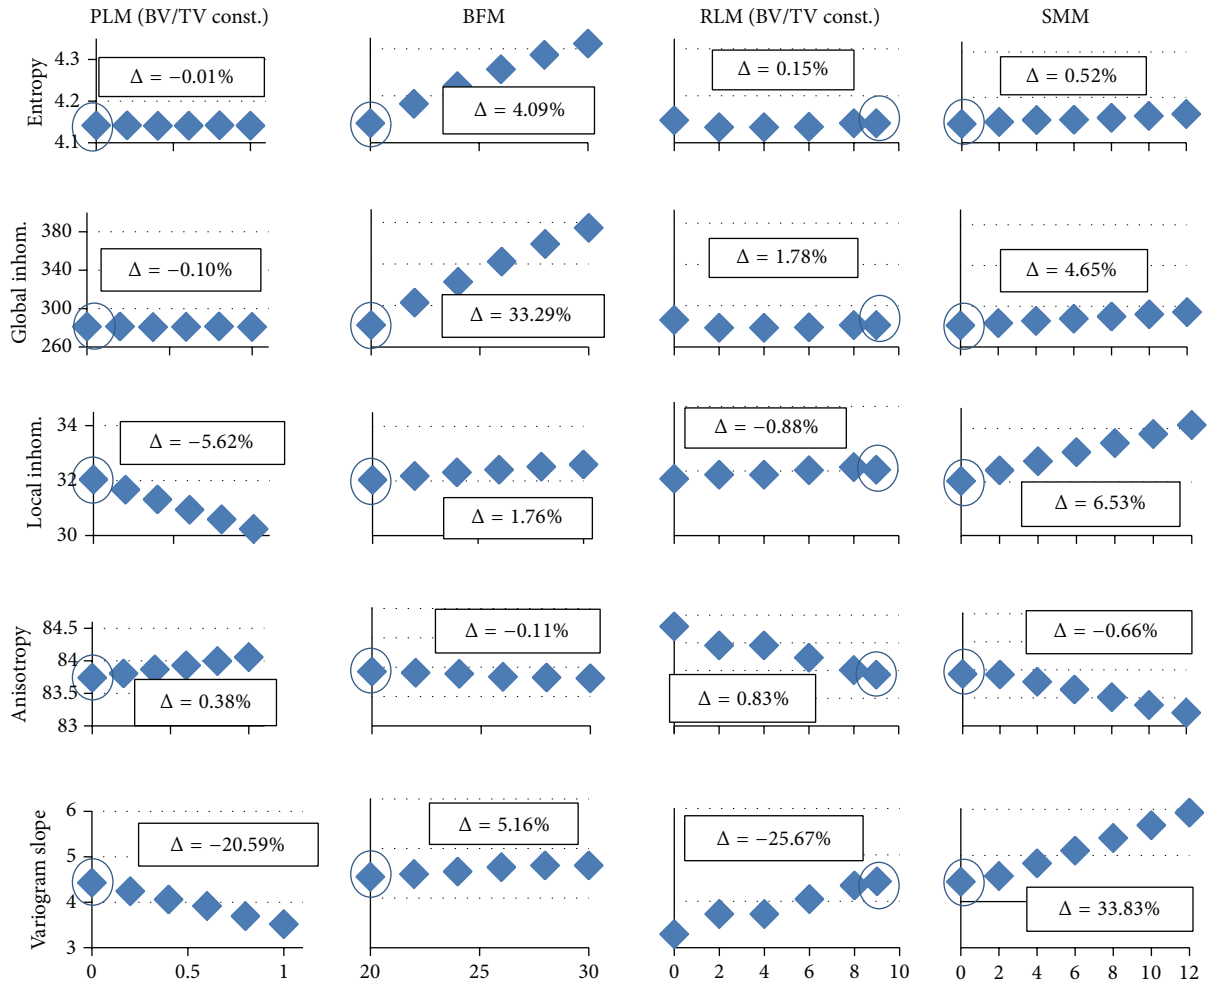 PLM (BV/TV const.) BFM RLM (BV/TV const.) SMM
Entropy
4.3
4.2
4.1
Δ = −0.01%
Δ = 4.09%
Δ = 0.15%
Δ = 0.52%
Global inhom.
380
340
300
260
Δ = −0.10%
Δ = 33.29%
Δ = 1.78%
Δ = 4.65%
Local inhom.
34
32
30
Δ = −5.62%
Δ = 1.76%
Δ = −0.88%
Δ = 6.53%
Anisotropy
84.5
84
83.5
83
Δ = 0.38%
Δ = −0.11%
Δ = 0.83%
Δ = −0.66%
Variogram slope
6
5
4
3
Δ = −20.59%
Δ = 5.16%
Δ = −25.67%
Δ = 33.83%
0 0.5 1 20 25 30 0 2 4 6 8 10 0 2 4 6 8 10 12